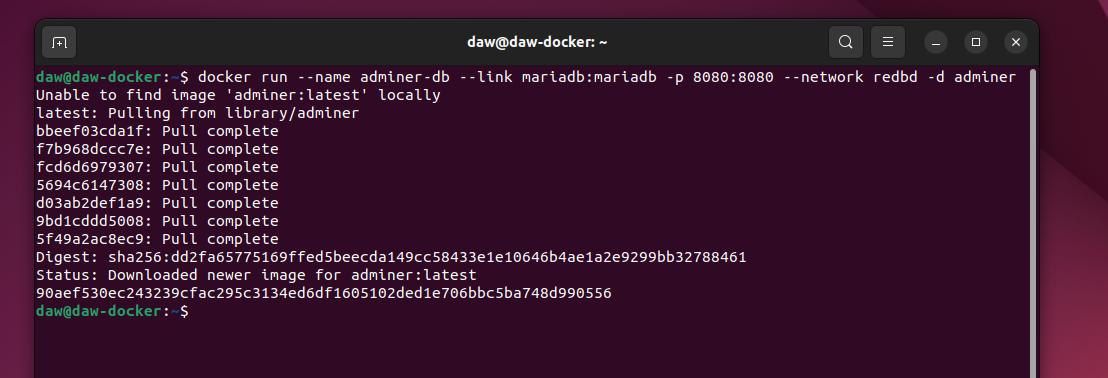 daw@daw-docker: ~
daw@daw-docker:~$ docker run --name adminer-db --link mariadb:mariadb -p 8080:8080 --network redbd -d adminer
Unable to find image 'adminer:latest' locally
latest: Pulling from library/adminer
bbeef03cda1f: Pull complete
f7b968dccc7e: Pull complete
fcd6d6979307: Pull complete
5694c6147308: Pull complete
d03ab2def1a9: Pull complete
9bd1cddd5008: Pull complete
5f49a2ac8ec9: Pull complete
Digest: sha256:dd2fa65775169ffed5beecda149cc58433e1e10646b4ae1a2e9299bb32788461
Status: Downloaded newer image for adminer:latest
90aef530ec243239cfac295c3134ed6df1605102ded1e706bbc5ba748d990556
daw@daw-docker:~$